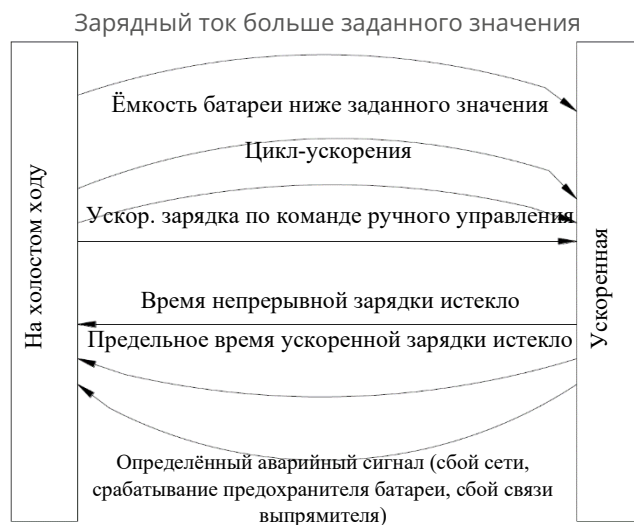 Зарядный ток больше заданного значения
Ёмкость батареи ниже заданного значения
Цикл-ускорения
Ускор. зарядка по команде ручного управления
На холостом ходу
Ускоренная
Время непрерывной зарядки истекло
Предельное время ускоренной зарядки истекло
Определённый аварийный сигнал (сбой сети,
срабатывание предохранителя батареи, сбой связи
выпрямителя)